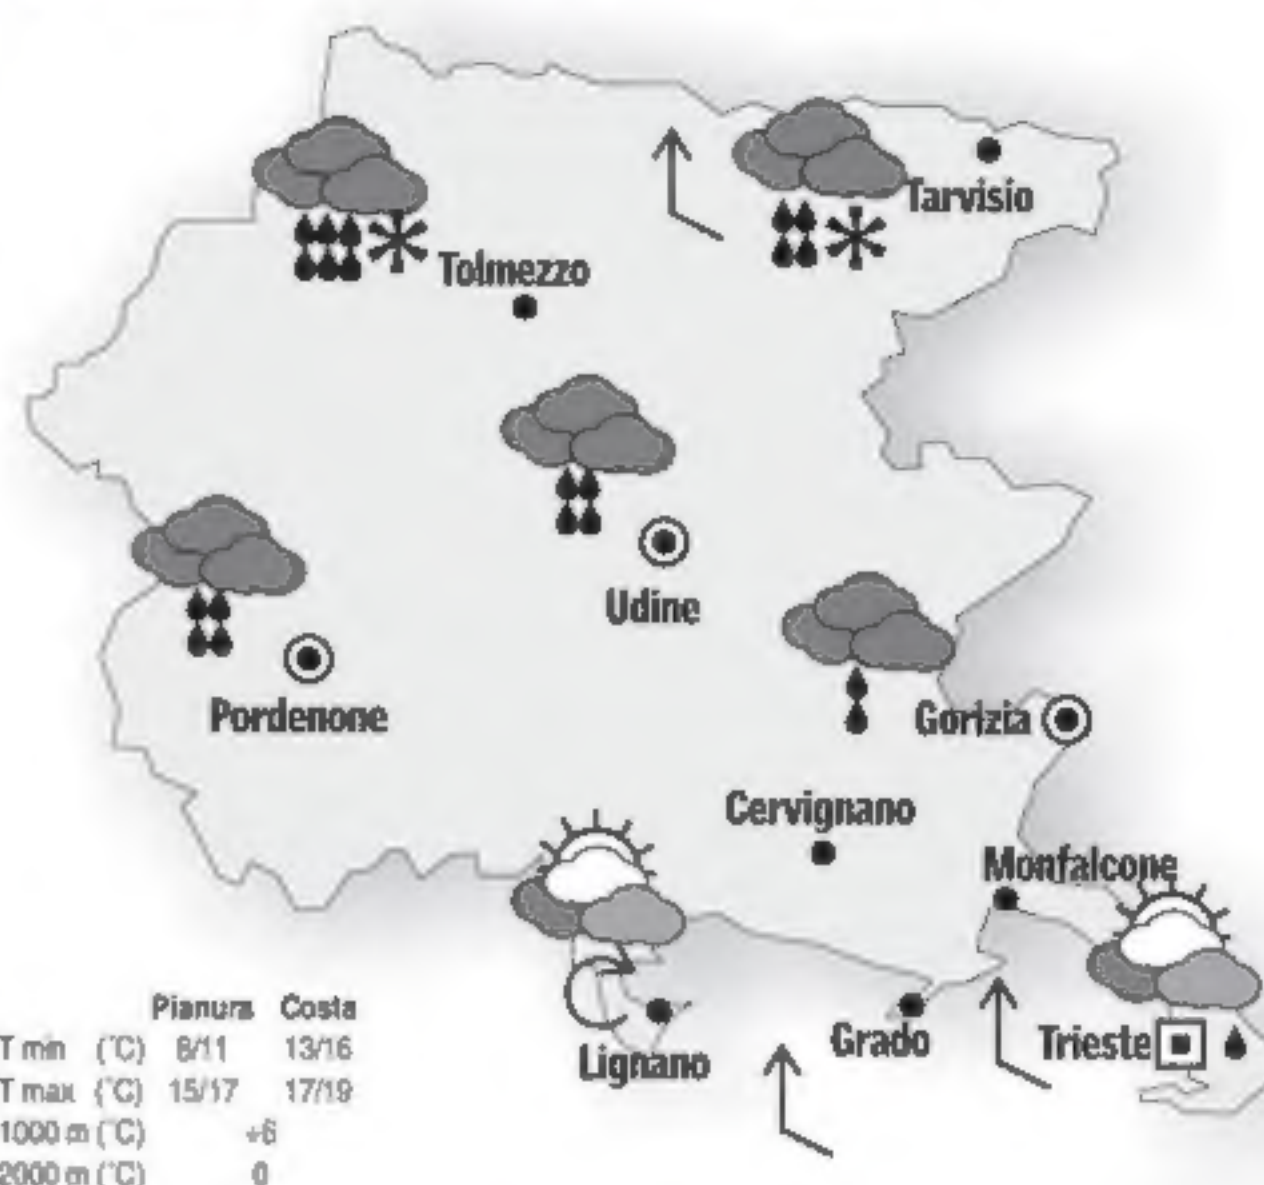 Tarvisio
Tolmezzo
Udine
Pordenone
Gorizia
Cervignano
Monfalcone
Grado
Trieste
Lignano
Pianura Costa
T min (°C) 8/11 13/16
T max (°C) 15/17 17/19
1000 m (°C) +6
2000 m (°C) 0